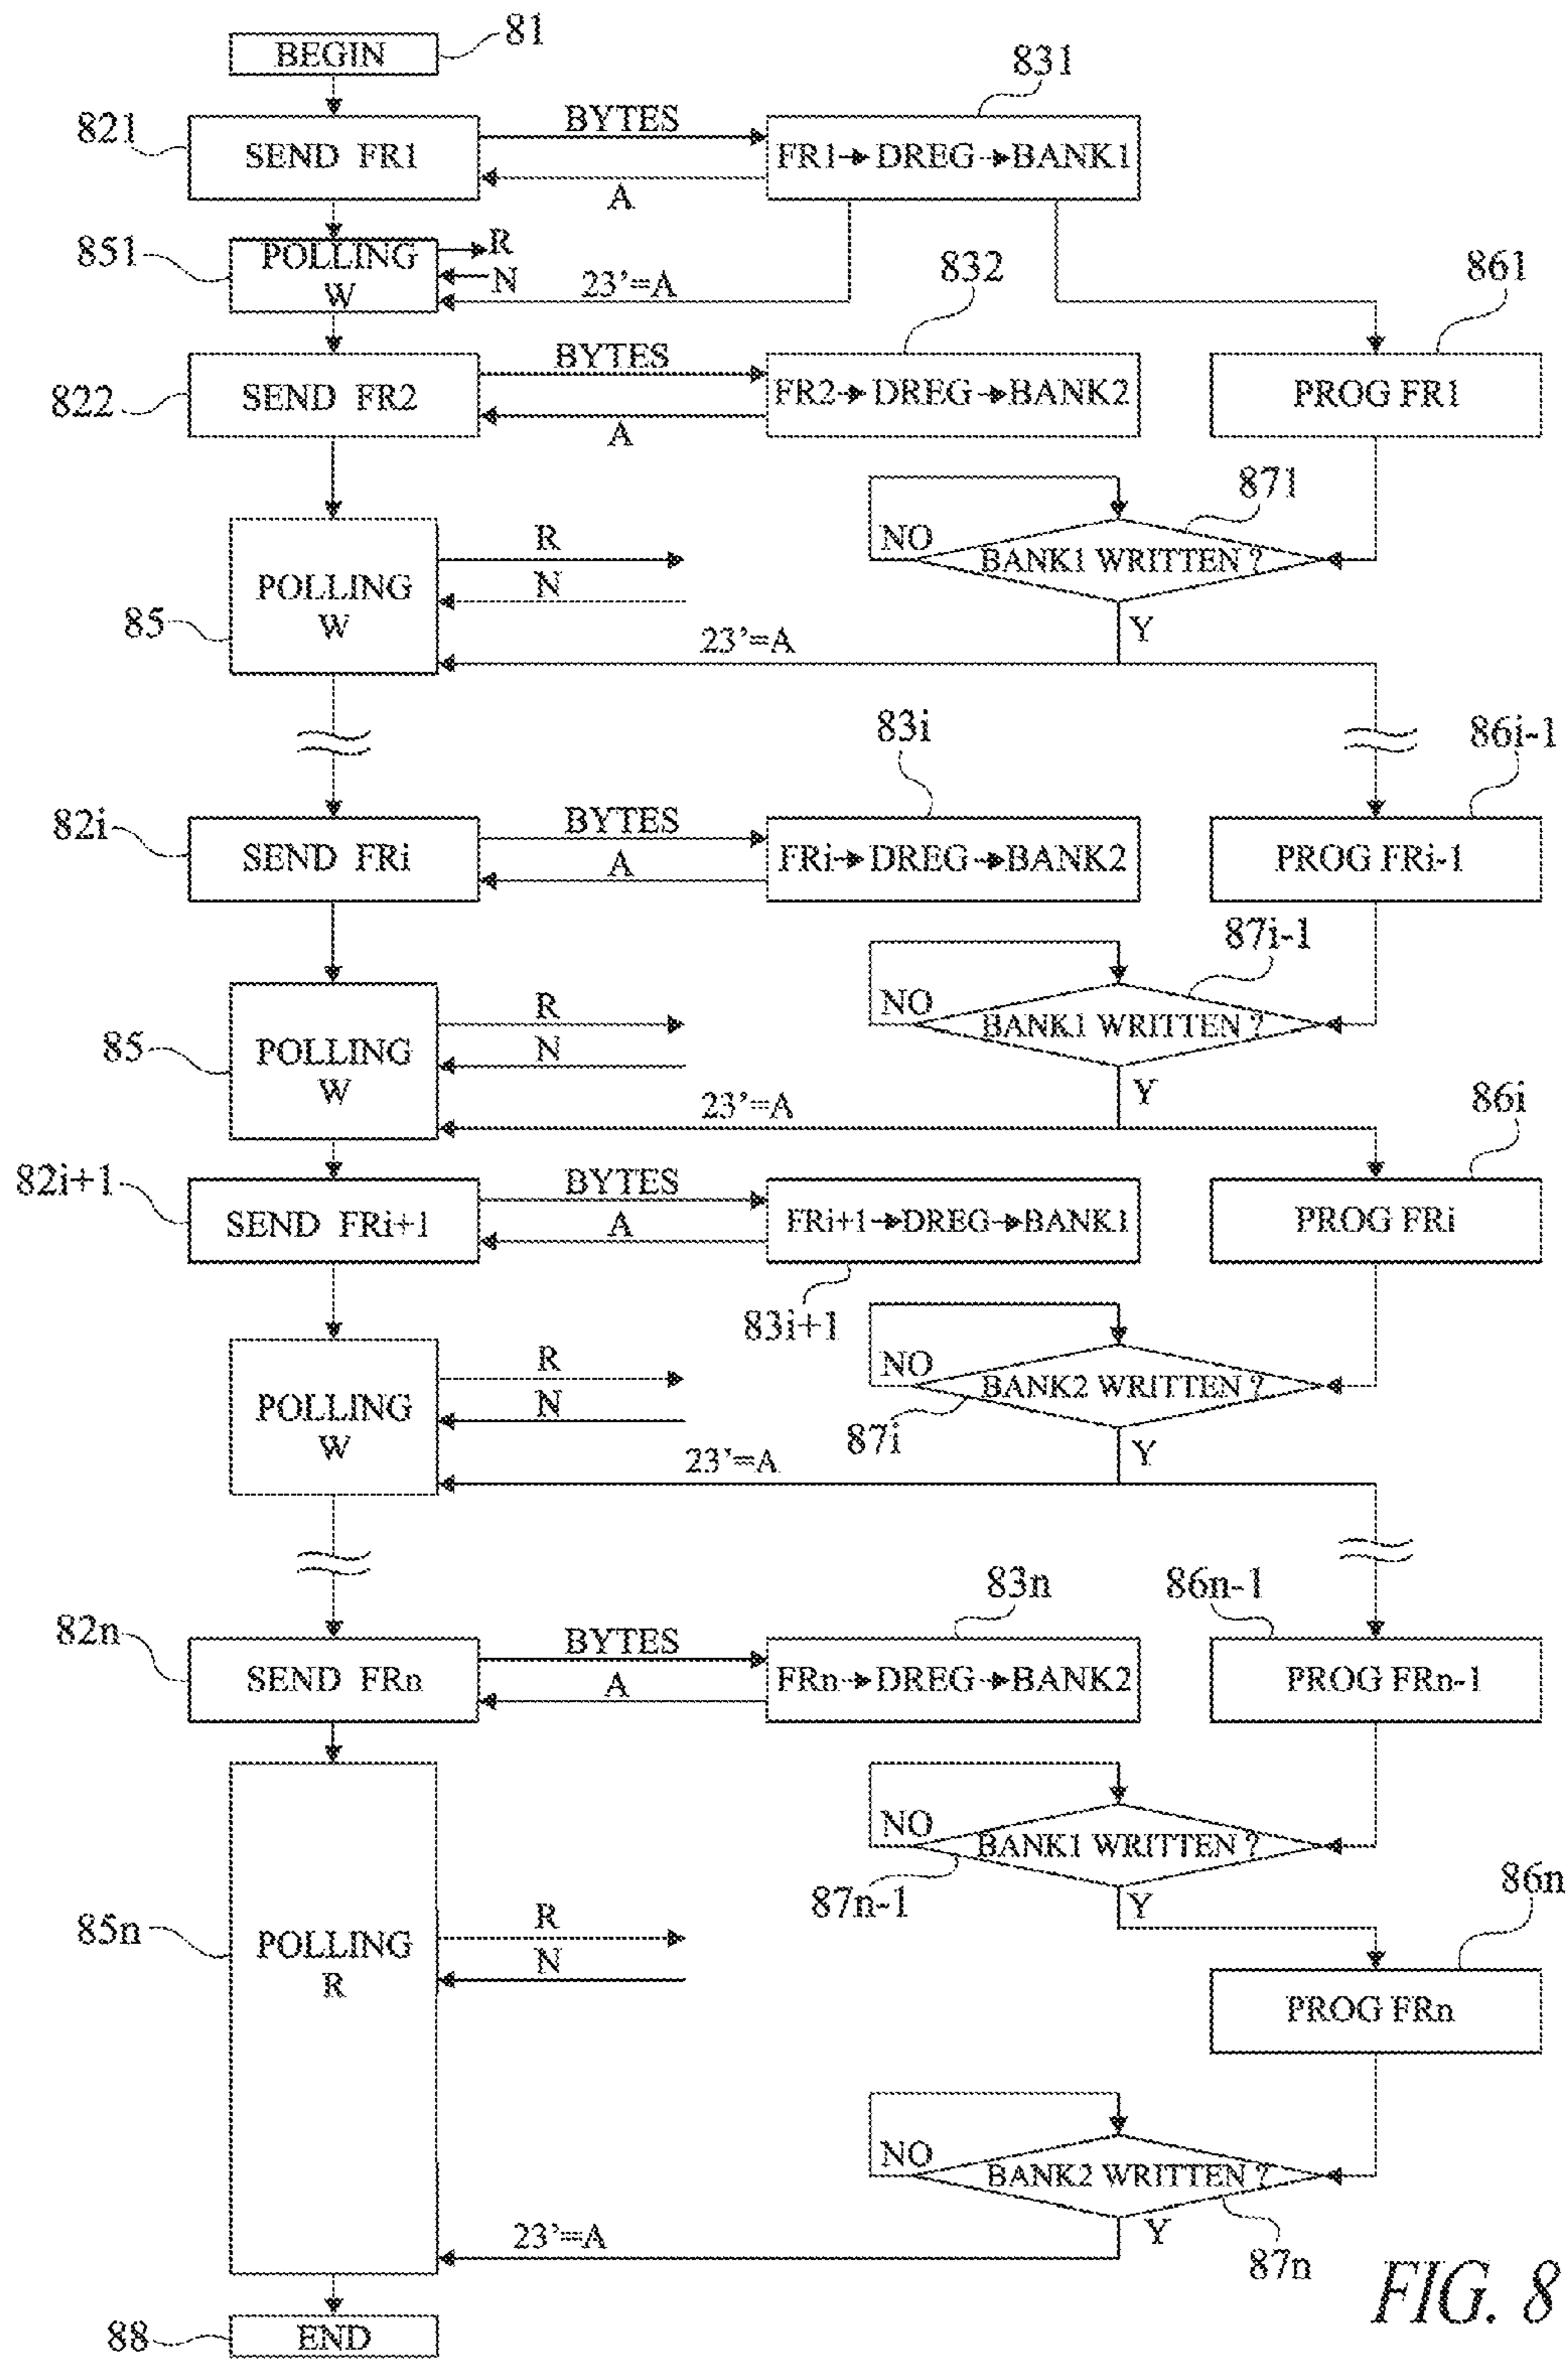 BEGIN
81
821
SEND FR1
BYTES
A
831
FR1→DREG→BANK1
851
POLLING
W
R
N
23'=A
832
861
822
SEND FR2
BYTES
A
FR2→DREG→BANK2
PROG FR1
871
NO
BANK1 WRITTEN ?
Y
85
POLLING
W
R
N
23'=A
83i
86i-1
82i
SEND FRi
BYTES
A
FRi→DREG→BANK2
PROG FRi-1
87i-1
NO
BANK1 WRITTEN ?
Y
85
POLLING
W
R
N
23'=A
86i
82i+1
SEND FRi+1
BYTES
A
FRi+1→DREG→BANK1
PROG FRi
83i+1
NO
BANK2 WRITTEN ?
87i
Y
POLLING
W
R
N
23'=A
83n
86n-1
82n
SEND FRn
BYTES
A
FRn→DREG→BANK2
PROG FRn-1
NO
BANK1 WRITTEN ?
87n-1
Y
86n
85n
POLLING
R
R
N
PROG FRn
NO
BANK2 WRITTEN ?
Y
87n
23'=A
88
END
FIG. 8